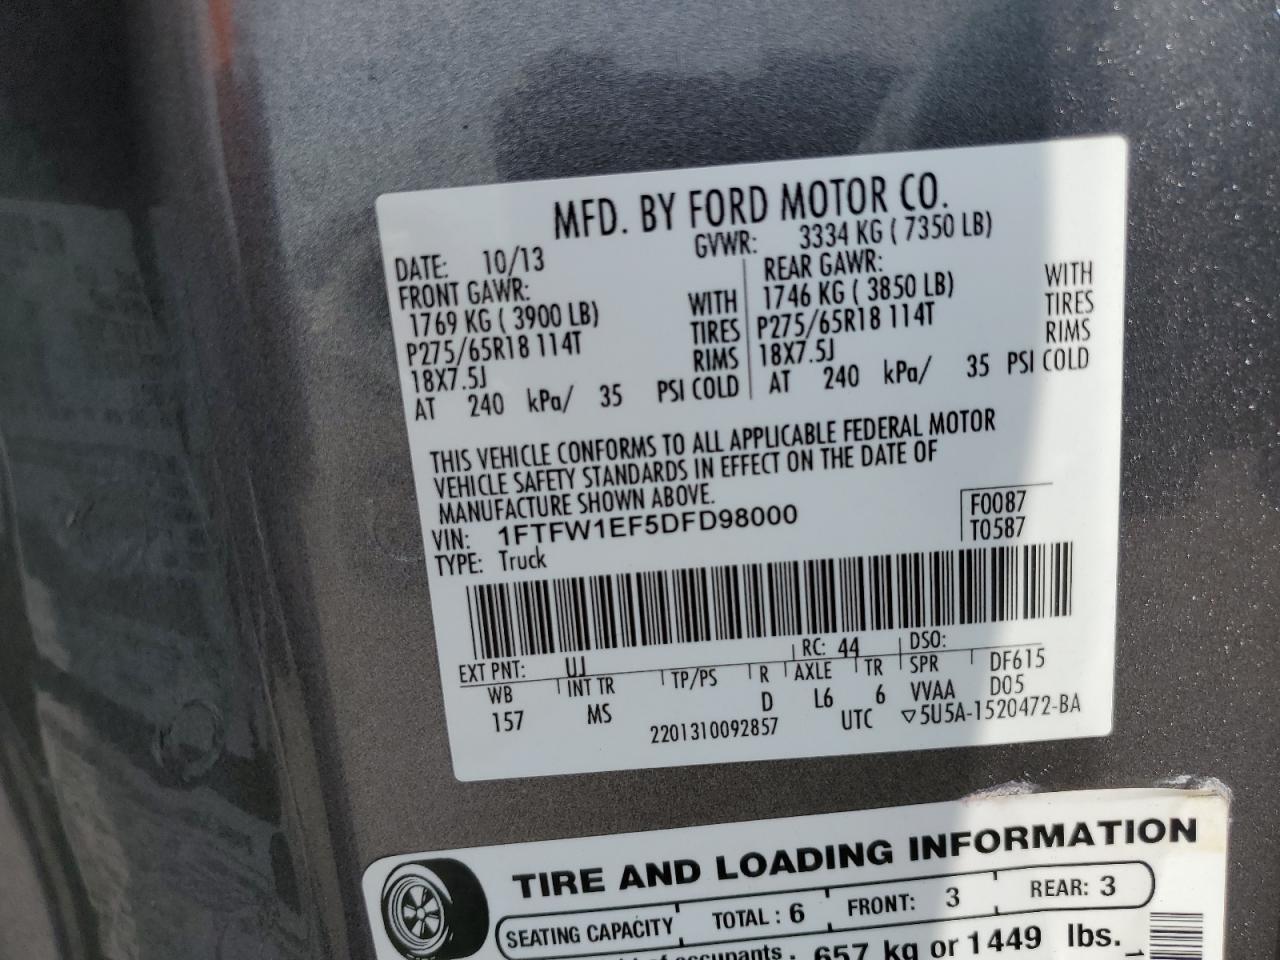 MFD. BY FORD MOTOR CO.
DATE: 10/13 GVWR: 3334 KG ( 7350 LB)
FRONT GAWR: REAR GAWR:
1769 KG ( 3900 LB) WITH 1746 KG ( 3850 LB) WITH
P275/65R18 114T TIRES P275/65R18 114T TIRES
18X7.5J RIMS 18X7.5J RIMS
AT 240 kPa/ 35 PSI COLD AT 240 kPa/ 35 PSI COLD
THIS VEHICLE CONFORMS TO ALL APPLICABLE FEDERAL MOTOR
VEHICLE SAFETY STANDARDS IN EFFECT ON THE DATE OF
MANUFACTURE SHOWN ABOVE.
VIN: 1FTFW1EF5DFD98000 F0087
TYPE: Truck T0587
EXT PNT: UJ RC: 44 DSO:
WB INT TR TP/PS R AXLE TR SPR DF615
157 MS D L6 6 VVAA D05
2201310092857 UTC ▽5U5A-1520472-BA
TIRE AND LOADING INFORMATION
SEATING CAPACITY TOTAL : 6 FRONT: 3 REAR: 3
of occupants 657 kg or 1449 lbs.